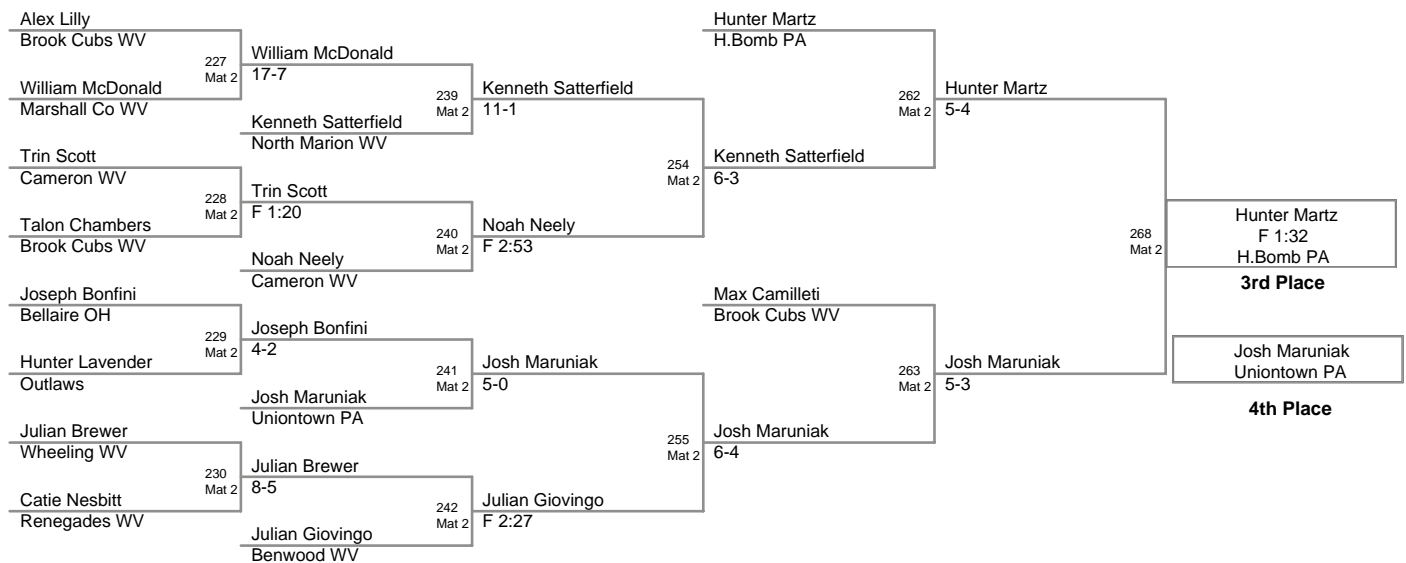 Alex Lilly
Brook Cubs WV
227
Mat 2
William McDonald
Marshall Co WV
Trin Scott
Cameron WV
228
Mat 2
Talon Chambers
Brook Cubs WV
Joseph Bonfini
Bellaire OH
229
Mat 2
Hunter Lavender
Outlaws
Julian Brewer
Wheeling WV
230
Mat 2
Catie Nesbitt
Renegades WV
William McDonald
17-7
239
Mat 2
Kenneth Satterfield
North Marion WV
Trin Scott
F 1:20
240
Mat 2
Noah Neely
Cameron WV
Joseph Bonfini
4-2
241
Mat 2
Josh Maruniak
Uniontown PA
Julian Brewer
8-5
242
Mat 2
Julian Giovingo
Benwood WV
Kenneth Satterfield
11-1
254
Mat 2
Noah Neely
F 2:53
Josh Maruniak
5-0
255
Mat 2
Julian Giovingo
F 2:27
Hunter Martz
H.Bomb PA
262
Mat 2
Kenneth Satterfield
6-3
Max Camilleti
Brook Cubs WV
263
Mat 2
Josh Maruniak
6-4
Hunter Martz
5-4
268
Mat 2
Josh Maruniak
5-3
Hunter Martz
F 1:32
H.Bomb PA
3rd Place
Josh Maruniak
Uniontown PA
4th Place